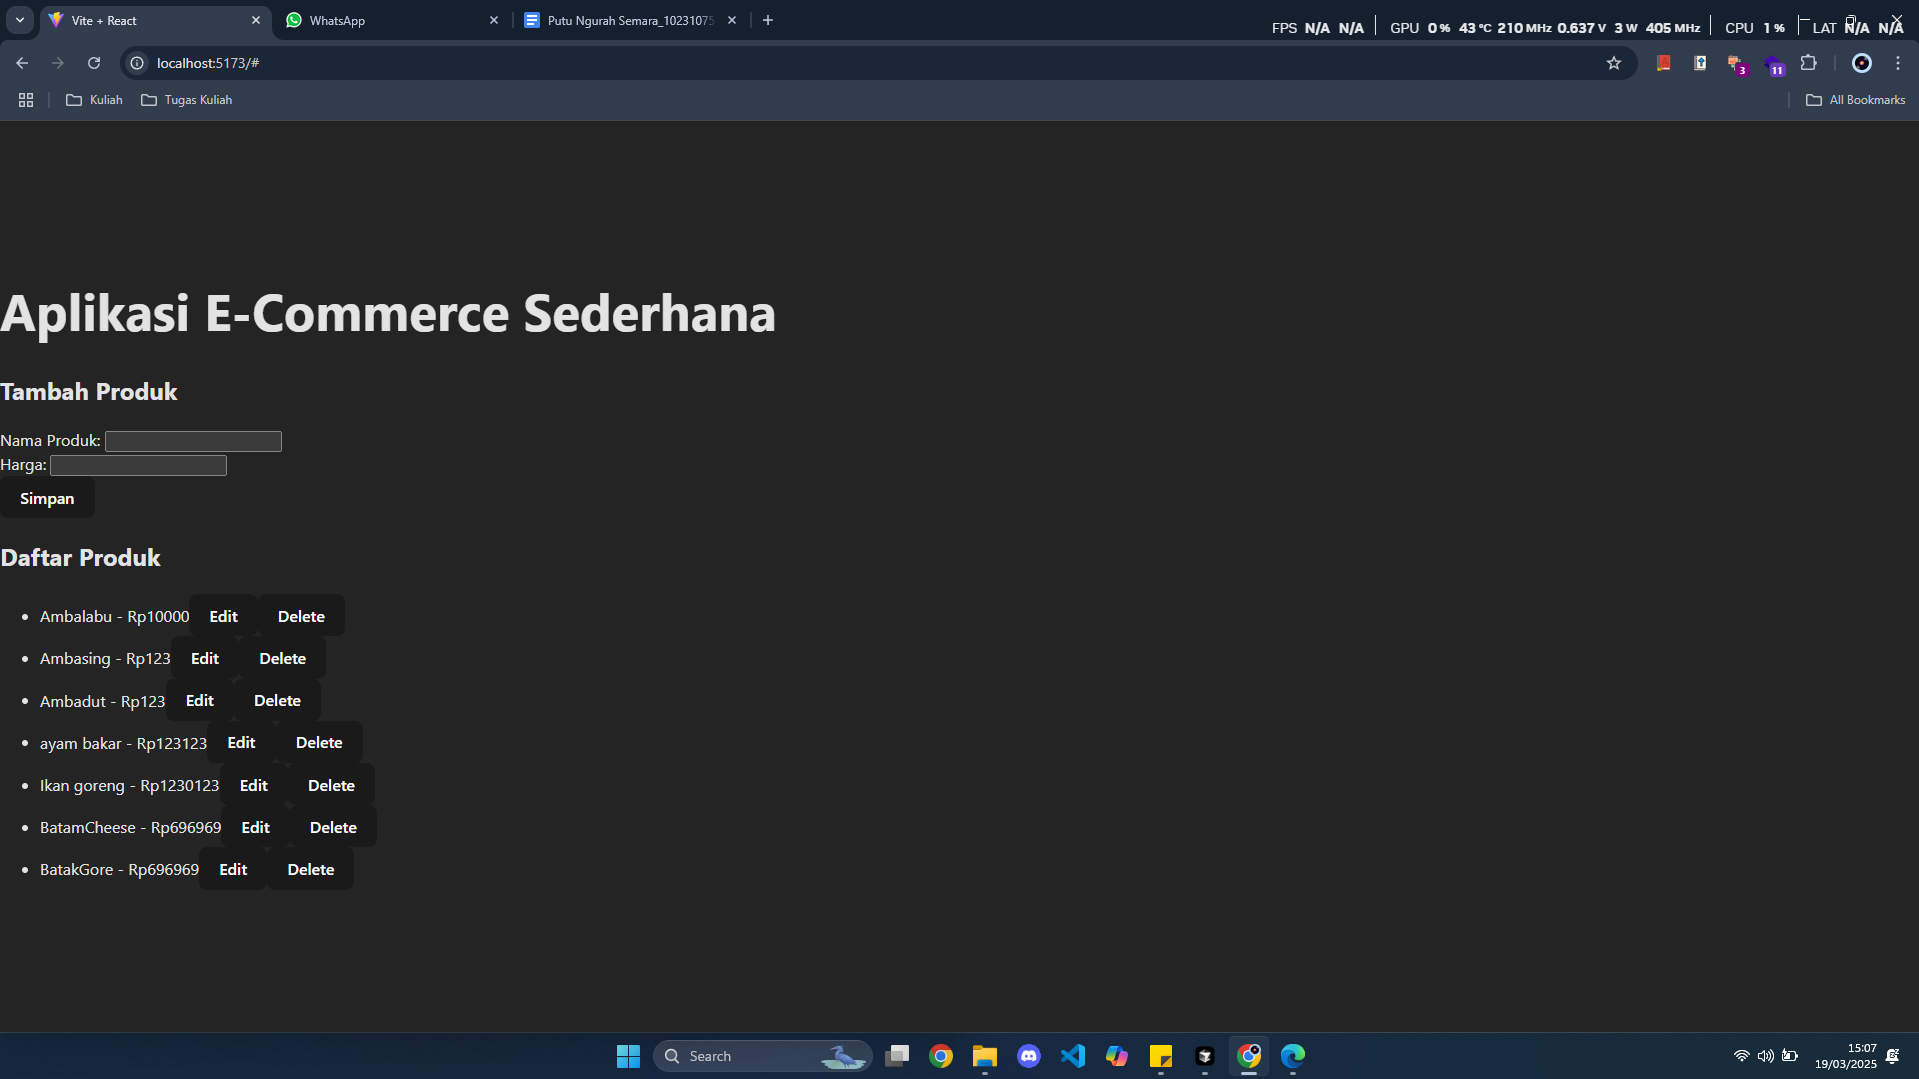 Vite + React
WhatsApp
Putu Ngurah Semara_10231075
FPS N/A N/A
GPU 0 % 43 °C 210 MHz 0.637 V 3 W 405 MHz
CPU 1 %
LAT N/A N/A
localhost:5173/#
3
11
Kuliah
Tugas Kuliah
All Bookmarks
Aplikasi E-Commerce Sederhana
Tambah Produk
Nama Produk:
Harga:
Simpan
Daftar Produk
• Ambalabu - Rp10000 Edit Delete
• Ambasing - Rp123 Edit Delete
• Ambadut - Rp123 Edit Delete
• ayam bakar - Rp123123 Edit Delete
• Ikan goreng - Rp1230123 Edit Delete
• BatamCheese - Rp696969 Edit Delete
• BatakGore - Rp696969 Edit Delete
Search
15:07
19/03/2025